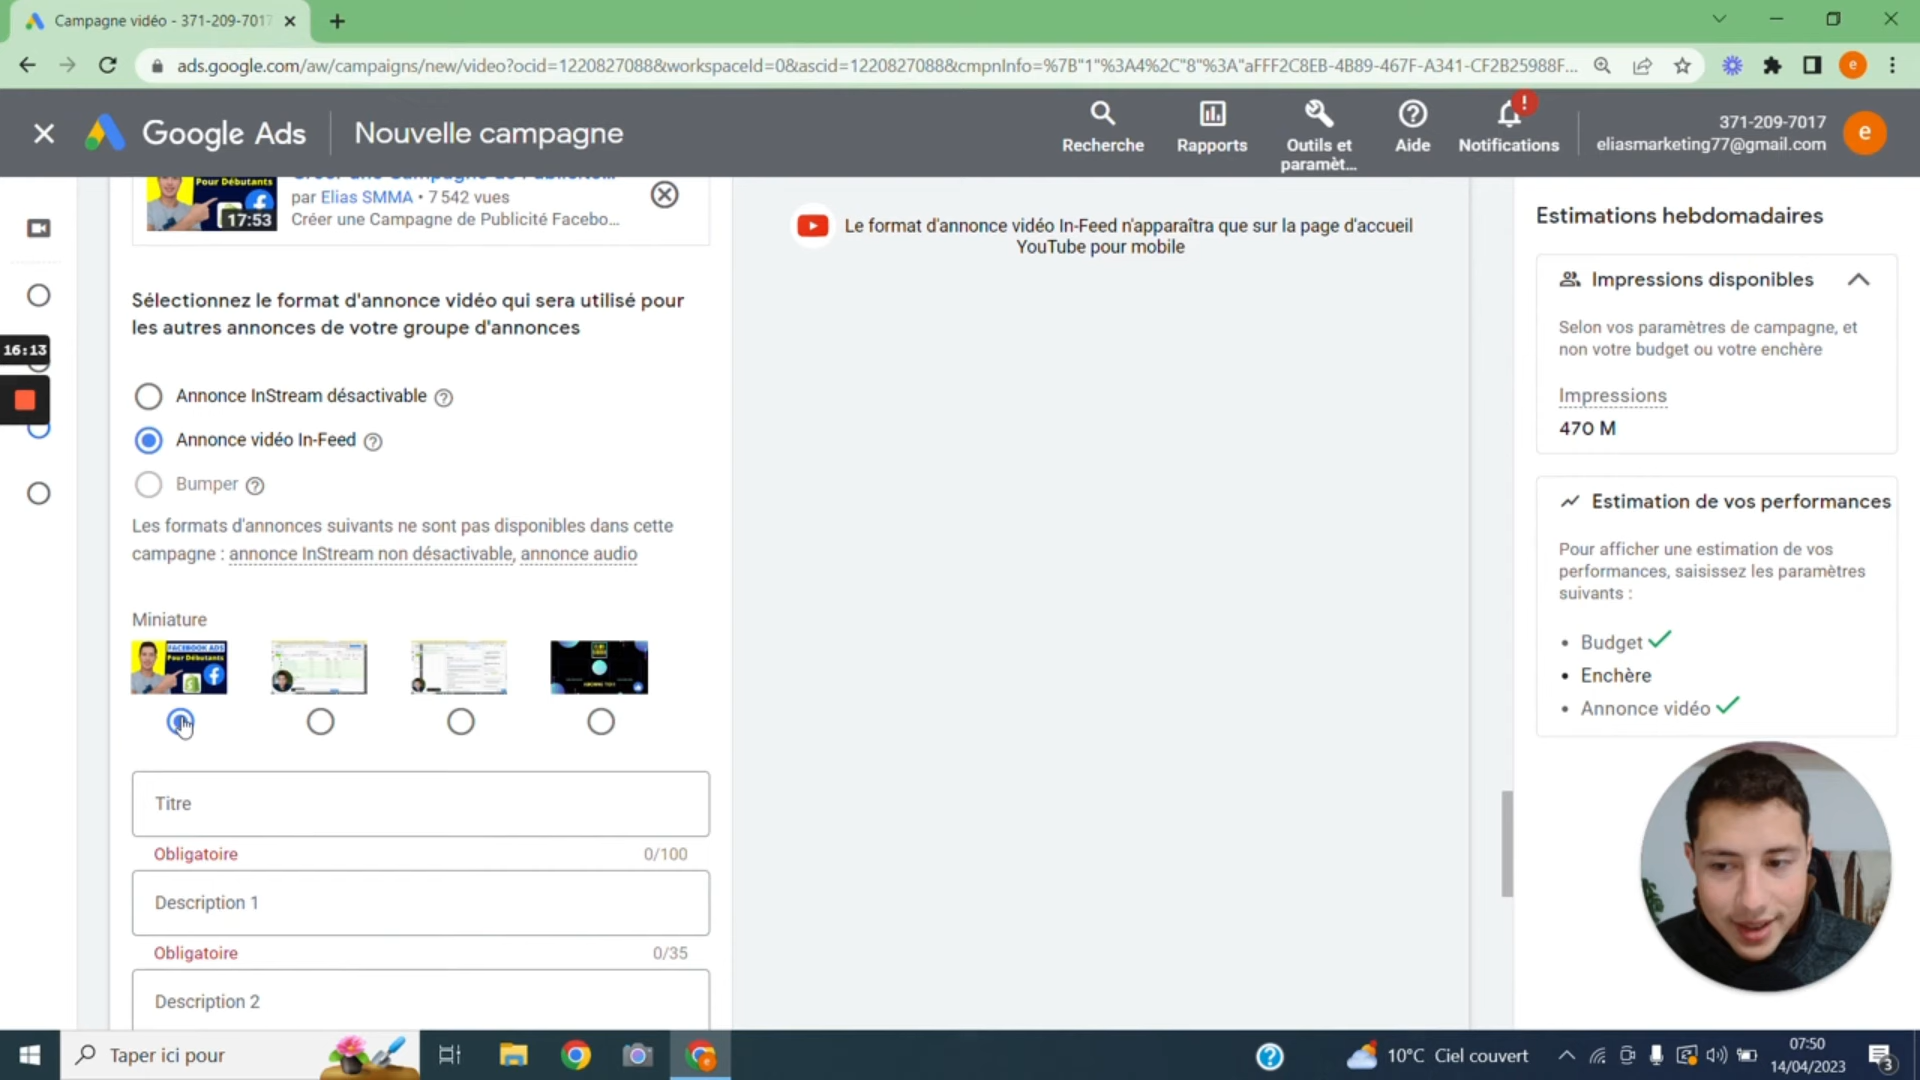 Campagne vidéo - 371-209-7017
ads.google.com/aw/campaigns/new/video?ocid=1220827088&workspaceId=0&ascid=1220827088&cmpnInfo=%7B"1"%3A4%2C"8"%3A"aFFF2C8EB-4B89-467F-A341-CF2B25988F...
e
Google Ads
Nouvelle campagne
Recherche
Rapports
Outils et
paramèt...
Aide
!
Notifications
371-209-7017
eliasmarketing77@gmail.com
e
Pour Débutants
17:53
par Elias SMMA • 7 542 vues
Créer une Campagne de Publicité Facebo...
Le format d'annonce vidéo In-Feed n'apparaîtra que sur la page d'accueil
YouTube pour mobile
Estimations hebdomadaires
Impressions disponibles
Selon vos paramètres de campagne, et
non votre budget ou votre enchère
Impressions
470 M
Sélectionnez le format d'annonce vidéo qui sera utilisé pour
les autres annonces de votre groupe d'annonces
16:13
Annonce InStream désactivable
Annonce vidéo In-Feed
Bumper
Les formats d'annonces suivants ne sont pas disponibles dans cette
campagne : annonce InStream non désactivable, annonce audio
Estimation de vos performances
Pour afficher une estimation de vos
performances, saisissez les paramètres
suivants :
• Budget
• Enchère
• Annonce vidéo
Miniature
FACEBOOK ADS
Pour Débutants
Titre
Obligatoire
0/100
Description 1
Obligatoire
0/35
Description 2
Taper ici pour
10°C Ciel couvert
07:50
14/04/2023
3